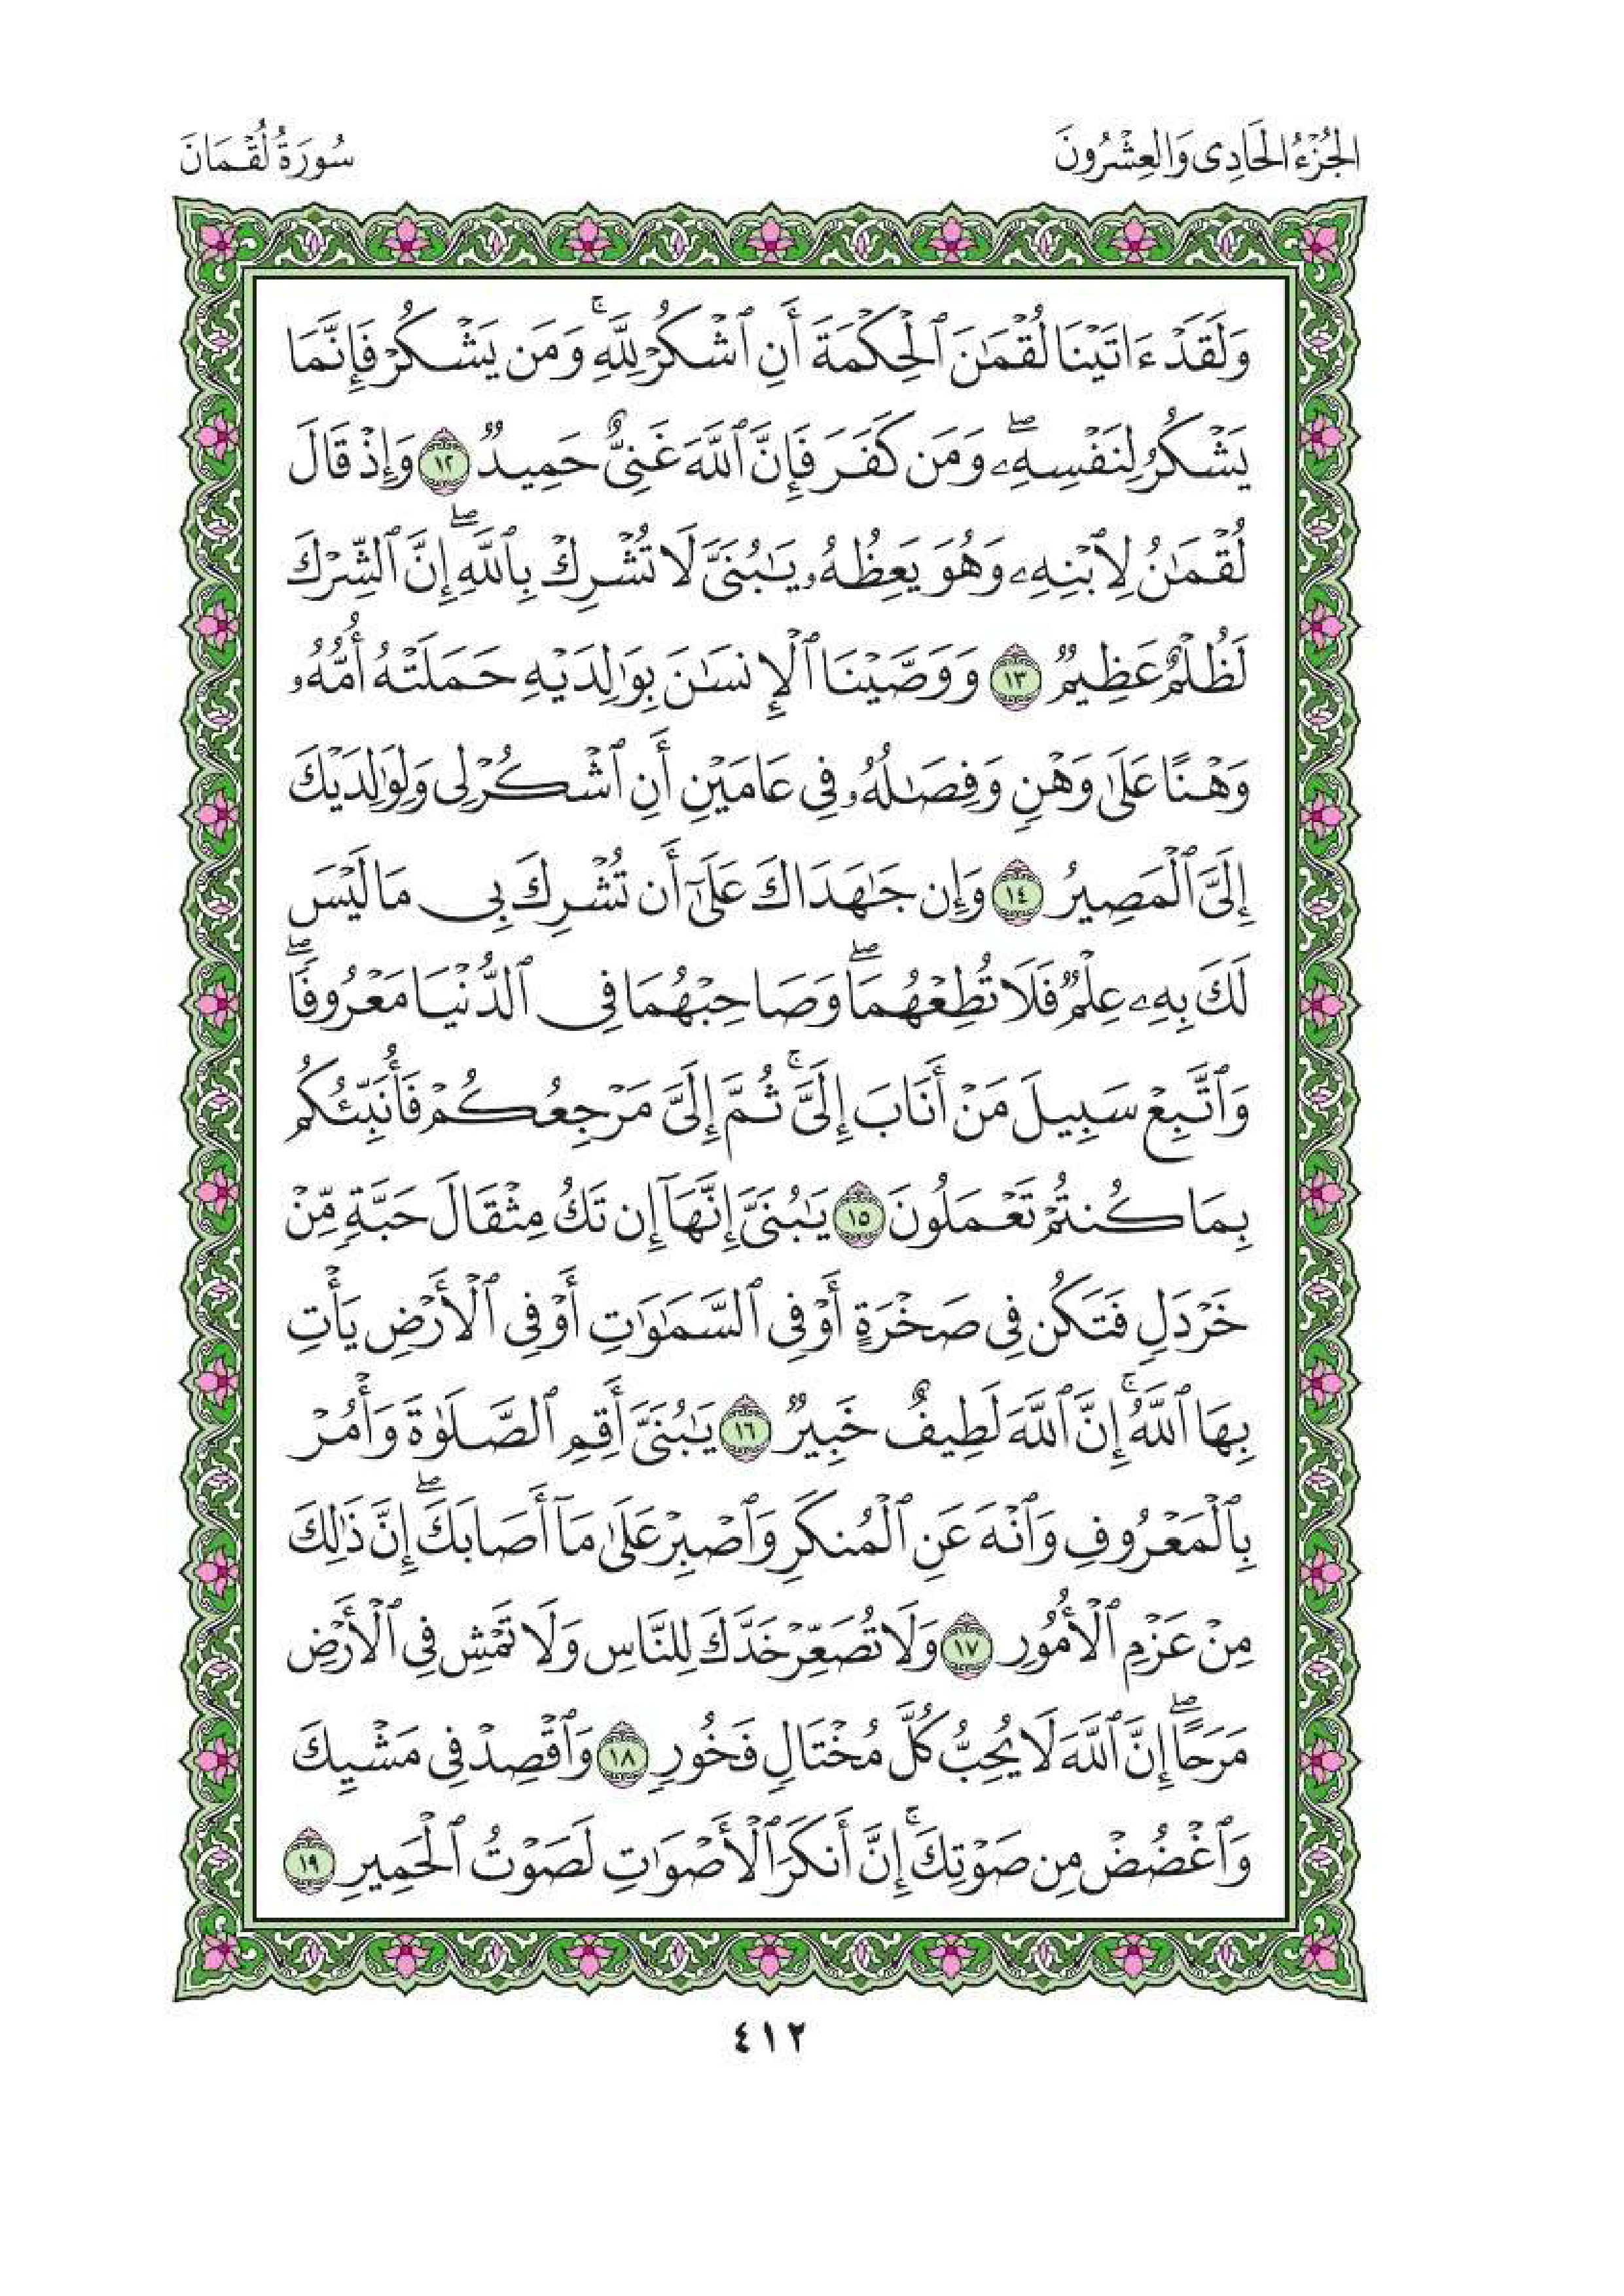 الجُزْءُ الحَادِى وَالعِشْرُونَ
سُورَةُ لُقْمَانَ
وَلَقَدْ ءَاتَيْنَا لُقْمَٰنَ ٱلْحِكْمَةَ أَنِ ٱشْكُرْ لِلَّهِۚ وَمَن يَشْكُرْ فَإِنَّمَا
يَشْكُرُ لِنَفْسِهِۦۖ وَمَن كَفَرَ فَإِنَّ ٱللَّهَ غَنِىٌّ حَمِيدٌ ١٢ وَإِذْ قَالَ
لُقْمَٰنُ لِٱبْنِهِۦ وَهُوَ يَعِظُهُۥ يَٰبُنَىَّ لَا تُشْرِكْ بِٱللَّهِۖ إِنَّ ٱلشِّرْكَ
لَظُلْمٌ عَظِيمٌ ١٣ وَوَصَّيْنَا ٱلْإِنسَٰنَ بِوَٰلِدَيْهِ حَمَلَتْهُ أُمُّهُۥ
وَهْنًا عَلَىٰ وَهْنٍ وَفِصَٰلُهُۥ فِى عَامَيْنِ أَنِ ٱشْكُرْ لِى وَلِوَٰلِدَيْكَ
إِلَىَّ ٱلْمَصِيرُ ١٤ وَإِن جَٰهَدَاكَ عَلَىٰٓ أَن تُشْرِكَ بِى مَا لَيْسَ
لَكَ بِهِۦ عِلْمٌ فَلَا تُطِعْهُمَاۖ وَصَاحِبْهُمَا فِى ٱلدُّنْيَا مَعْرُوفًاۖ
وَٱتَّبِعْ سَبِيلَ مَنْ أَنَابَ إِلَىَّۚ ثُمَّ إِلَىَّ مَرْجِعُكُمْ فَأُنَبِّئُكُم
بِمَا كُنتُمْ تَعْمَلُونَ ١٥ يَٰبُنَىَّ إِنَّهَآ إِن تَكُ مِثْقَالَ حَبَّةٍ مِّنْ
خَرْدَلٍ فَتَكُن فِى صَخْرَةٍ أَوْ فِى ٱلسَّمَٰوَٰتِ أَوْ فِى ٱلْأَرْضِ يَأْتِ
بِهَا ٱللَّهُۚ إِنَّ ٱللَّهَ لَطِيفٌ خَبِيرٌ ١٦ يَٰبُنَىَّ أَقِمِ ٱلصَّلَوٰةَ وَأْمُرْ
بِٱلْمَعْرُوفِ وَٱنْهَ عَنِ ٱلْمُنكَرِ وَٱصْبِرْ عَلَىٰ مَآ أَصَابَكَۖ إِنَّ ذَٰلِكَ
مِنْ عَزْمِ ٱلْأُمُورِ ١٧ وَلَا تُصَعِّرْ خَدَّكَ لِلنَّاسِ وَلَا تَمْشِ فِى ٱلْأَرْضِ
مَرَحًاۖ إِنَّ ٱللَّهَ لَا يُحِبُّ كُلَّ مُخْتَالٍ فَخُورٍ ١٨ وَٱقْصِدْ فِى مَشْيِكَ
وَٱغْضُضْ مِن صَوْتِكَۚ إِنَّ أَنكَرَ ٱلْأَصْوَٰتِ لَصَوْتُ ٱلْحَمِيرِ ١٩
٤١٢